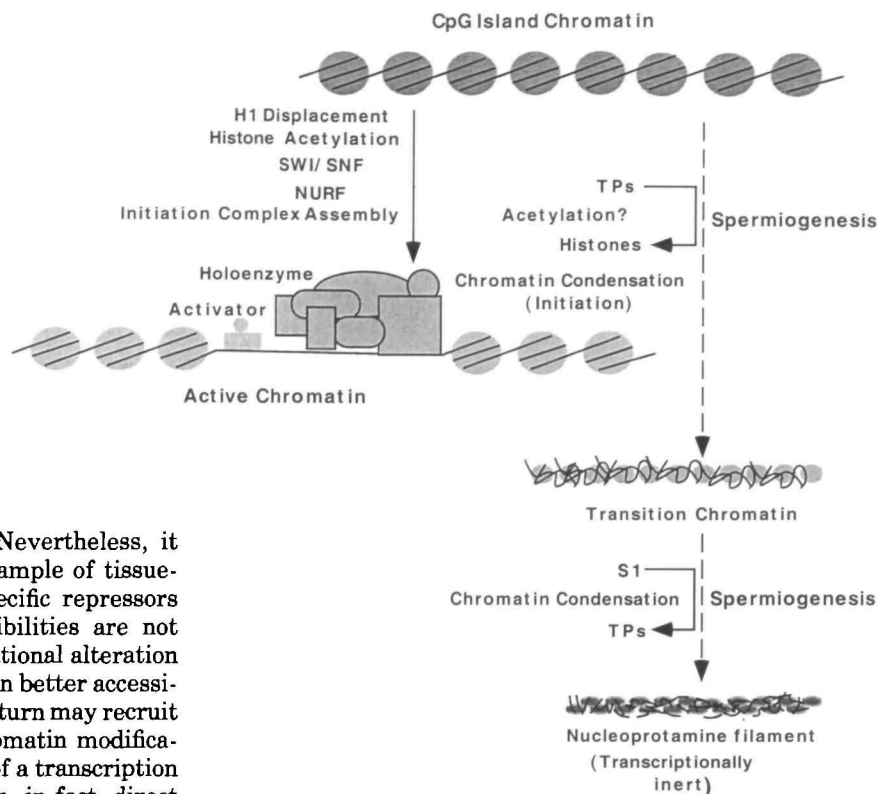 CpG Island Chromatin
H1 Displacement
Histone Acetylation
SWI/ SNF
NURF
Initiation Complex Assembly
TPs
Acetylation?
Histones
Spermiogenesis
Holoenzyme
Activator
Chromatin Condensation
(Initiation)
Active Chromatin
Transition Chromatin
S1
Chromatin Condensation
TPs
Spermiogenesis
Nucleoprotamine filament
(Transcriptionally
inert)
Nevertheless, it
ample of tissue-
ecific repressors
ibilities are not
tional alteration
n better accessi-
turn may recruit
omatin modifica-
of a transcription